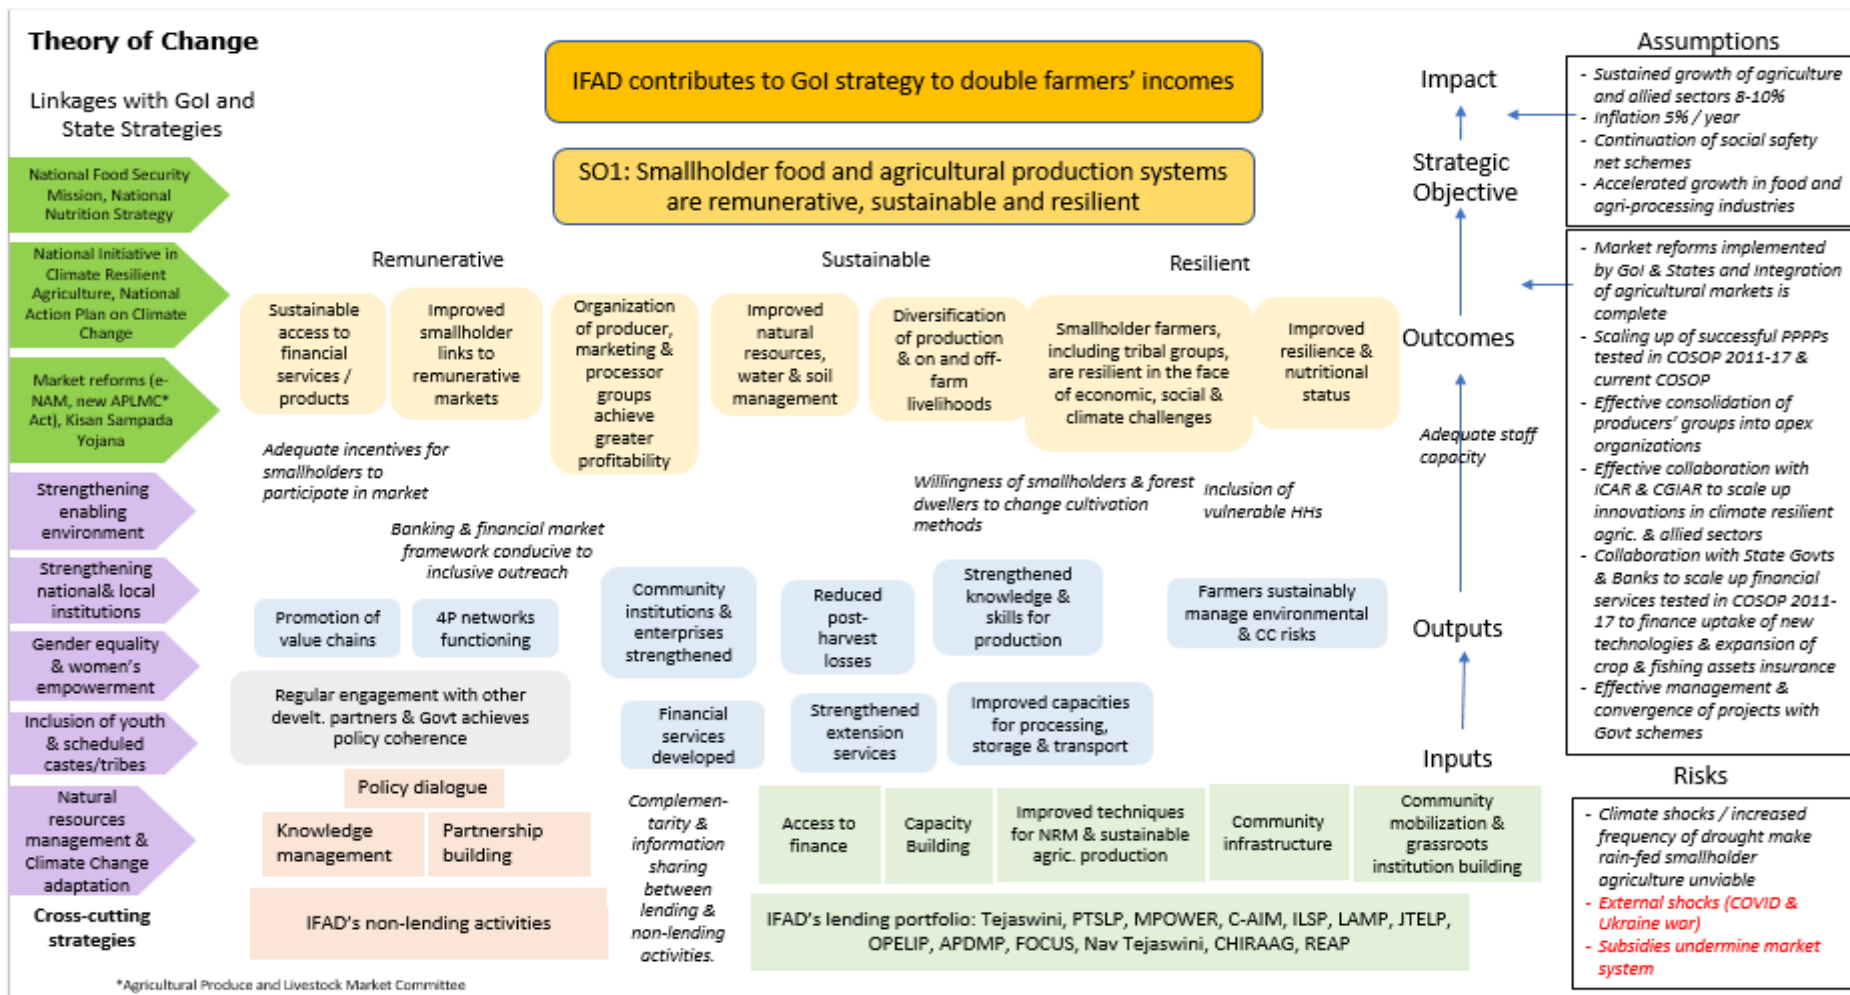 Theory of Change
Linkages with GoI and
State Strategies
National Food Security
Mission, National
Nutrition Strategy
National Initiative in
Climate Resilient
Agriculture, National
Action Plan on Climate
Change
Market reforms (e-
NAM, new APLMC*
Act), Kisan Sampada
Yojana
Strengthening
enabling
environment
Strengthening
national& local
institutions
Gender equality
& women's
empowerment
Inclusion of youth
& scheduled
castes/tribes
Natural
resources
management &
Climate Change
adaptation
Cross-cutting
strategies
*Agricultural Produce and Livestock Market Committee
IFAD contributes to GoI strategy to double farmers' incomes
SO1: Smallholder food and agricultural production systems
are remunerative, sustainable and resilient
Remunerative
Sustainable
Resilient
Sustainable
access to
financial
services /
products
Improved
smallholder
links to
remunerative
markets
Organization
of producer,
marketing &
processor
groups
achieve
greater
profitability
Improved
natural
resources,
water & soil
management
Diversification
of production
& on and off-
farm
livelihoods
Smallholder farmers,
including tribal groups,
are resilient in the face
of economic, social &
climate challenges
Improved
resilience &
nutritional
status
Adequate incentives for
smallholders to
participate in market
Banking & financial market
framework conducive to
inclusive outreach
Willingness of smallholders & forest
dwellers to change cultivation
methods
Inclusion of
vulnerable HHs
Adequate staff
capacity
Promotion of
value chains
4P networks
functioning
Community
institutions &
enterprises
strengthened
Reduced
post-
harvest
losses
Strengthened
knowledge &
skills for
production
Farmers sustainably
manage environmental
& CC risks
Regular engagement with other
develt. partners & Govt achieves
policy coherence
Financial
services
developed
Strengthened
extension
services
Improved capacities
for processing,
storage & transport
Policy dialogue
Knowledge
management
Partnership
building
IFAD's non-lending activities
Complemen-
tarity &
information
sharing
between
lending &
non-lending
activities.
Access to
finance
Capacity
Building
Improved techniques
for NRM & sustainable
agric. production
Community
infrastructure
Community
mobilization &
grassroots
institution building
IFAD's lending portfolio: Tejaswini, PTSLP, MPOWER, C-AIM, ILSP, LAMP, JTELP,
OPELIP, APDMP, FOCUS, Nav Tejaswini, CHIRAAG, REAP
Impact
Strategic
Objective
Outcomes
Outputs
Inputs
Assumptions
- Sustained growth of agriculture
and allied sectors 8-10%
- Inflation 5% / year
- Continuation of social safety
net schemes
- Accelerated growth in food and
agri-processing industries
- Market reforms implemented
by GoI & States and Integration
of agricultural markets is
complete
- Scaling up of successful PPPPs
tested in COSOP 2011-17 &
current COSOP
- Effective consolidation of
producers' groups into apex
organizations
- Effective collaboration with
ICAR & CGIAR to scale up
innovations in climate resilient
agric. & allied sectors
- Collaboration with State Govts
& Banks to scale up financial
services tested in COSOP 2011-
17 to finance uptake of new
technologies & expansion of
crop & fishing assets insurance
- Effective management &
convergence of projects with
Govt schemes
Risks
- Climate shocks / increased
frequency of drought make
rain-fed smallholder
agriculture unviable
- External shocks (COVID &
Ukraine war)
- Subsidies undermine market
system